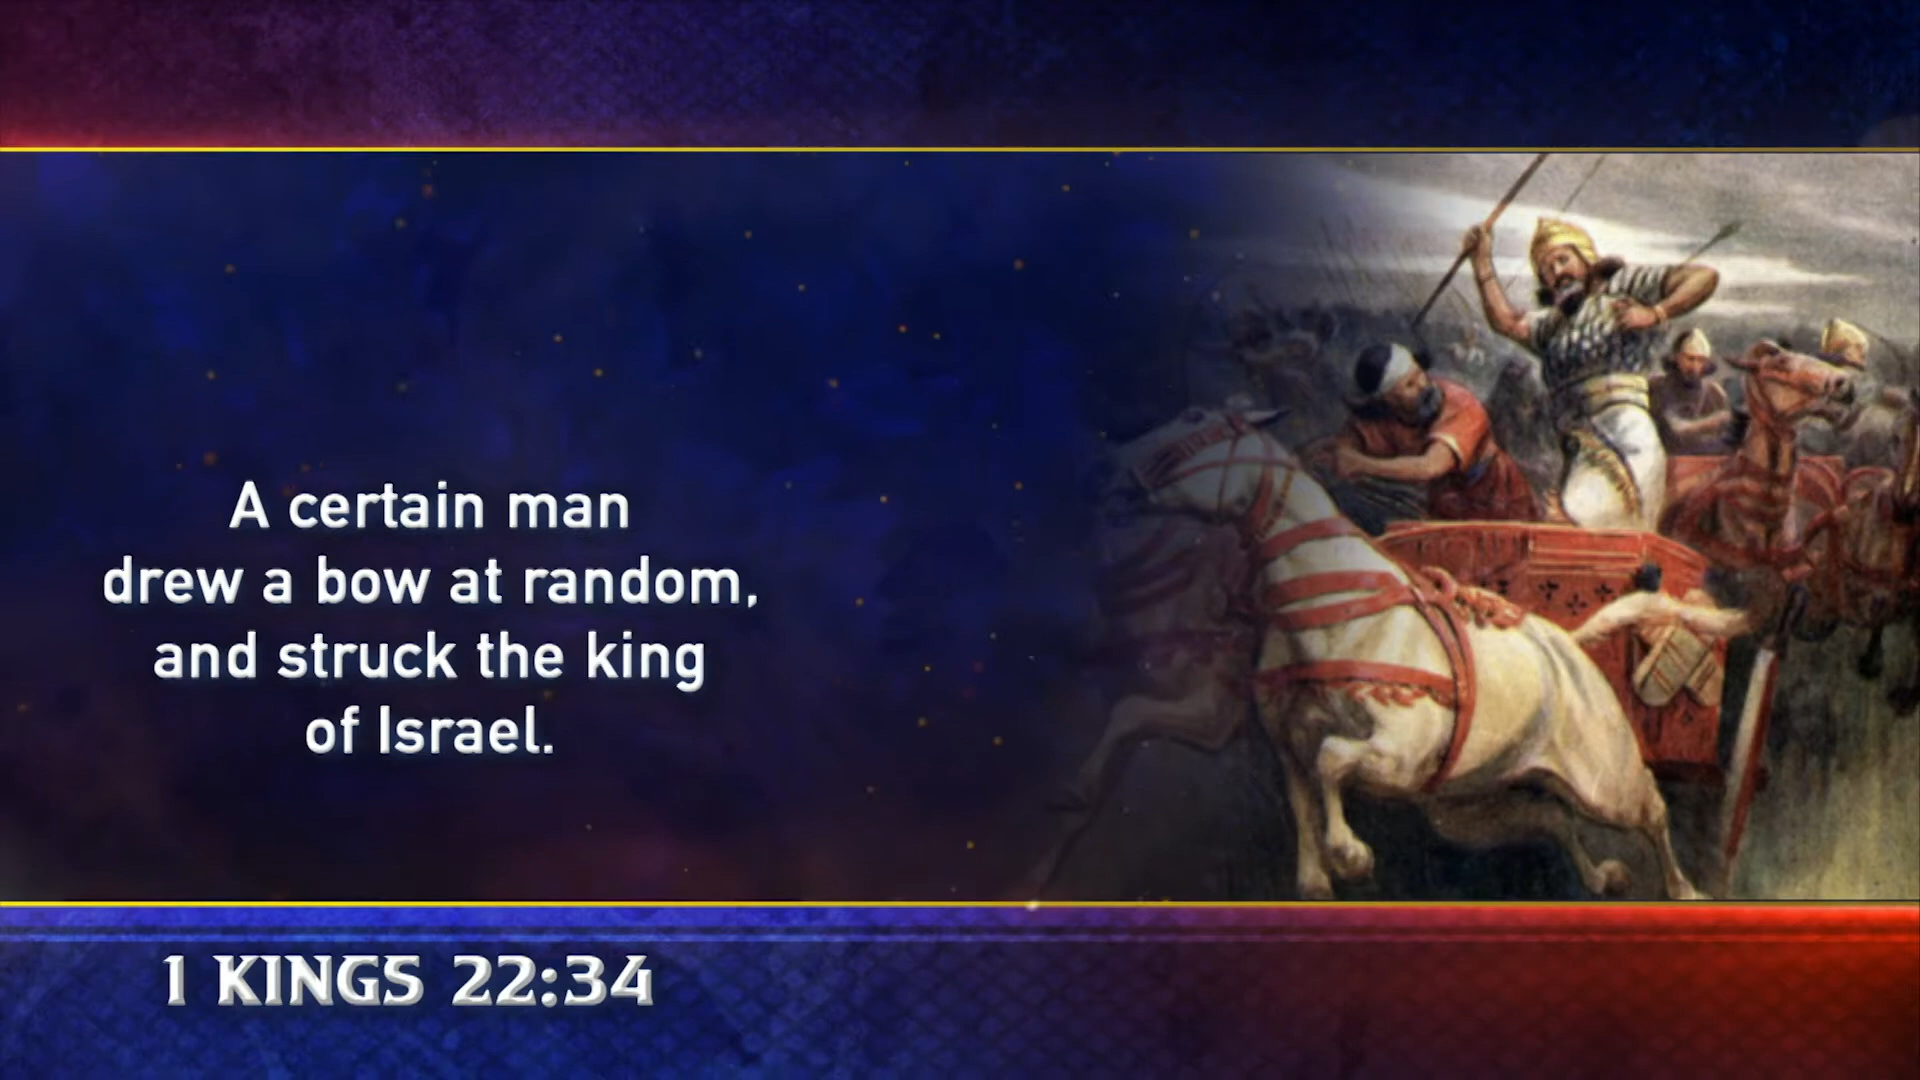 A certain man
drew a bow at random,
and struck the king
of Israel.
1 KINGS 22:34